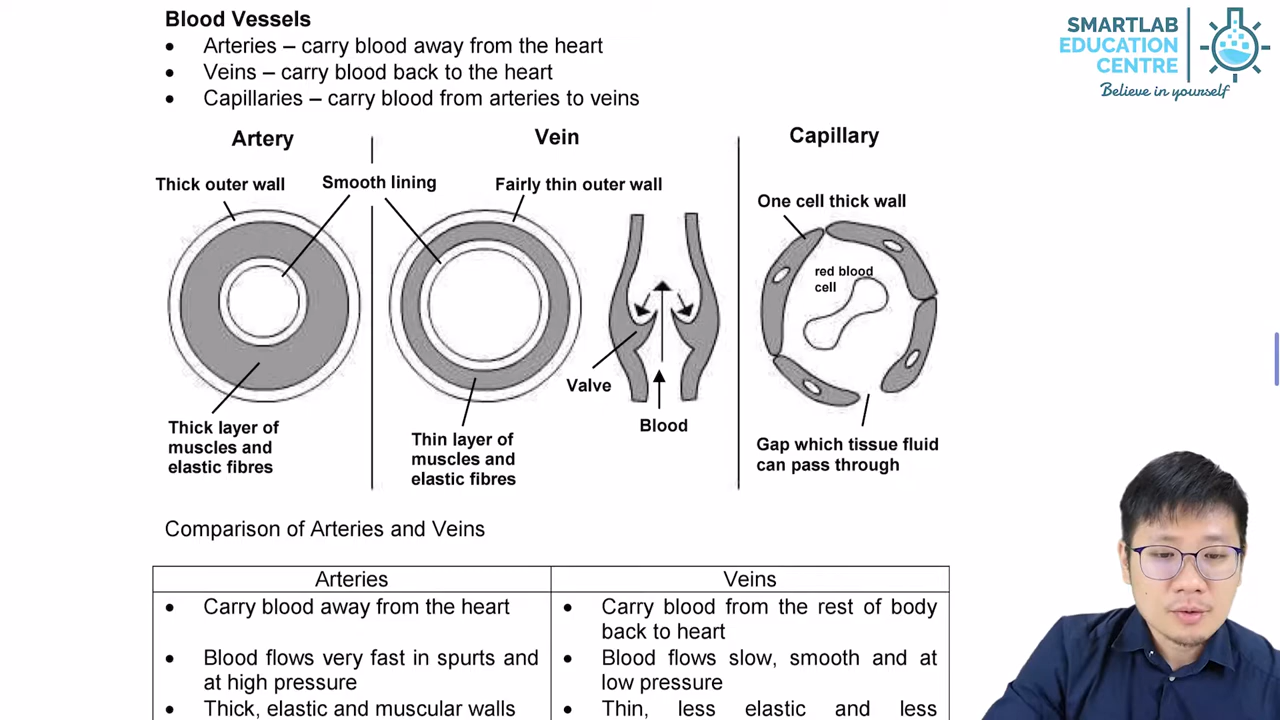 Blood Vessels
• Arteries – carry blood away from the heart
• Veins – carry blood back to the heart
• Capillaries – carry blood from arteries to veins
SMARTLAB
EDUCATION
CENTRE
Believe in yourself
Artery
Vein
Capillary
Thick outer wall
Smooth lining
Fairly thin outer wall
One cell thick wall
red blood
cell
Valve
Blood
Thick layer of
muscles and
elastic fibres
Thin layer of
muscles and
elastic fibres
Gap which tissue fluid
can pass through
Comparison of Arteries and Veins
Arteries
Veins
• Carry blood away from the heart
• Carry blood from the rest of body
back to heart
• Blood flows very fast in spurts and
at high pressure
• Blood flows slow, smooth and at
low pressure
• Thick, elastic and muscular walls
• Thin, less elastic and less